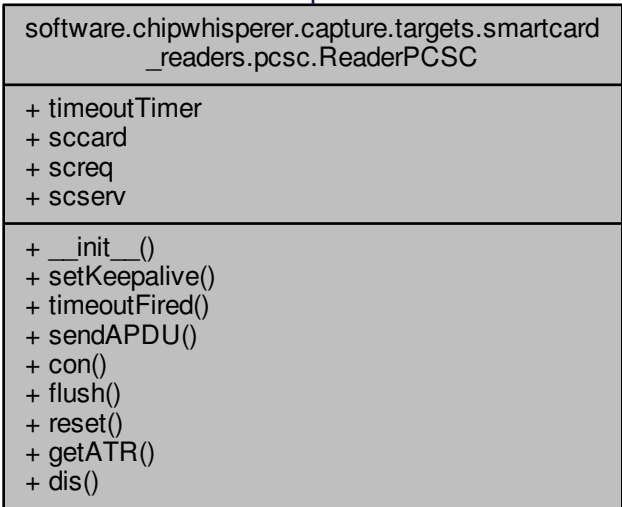 software.chipwhisperer.capture.targets.smartcard
_readers.pcsc.ReaderPCSC
+ timeoutTimer
+ sccard
+ screq
+ scserv
+ __init__()
+ setKeepalive()
+ timeoutFired()
+ sendAPDU()
+ con()
+ flush()
+ reset()
+ getATR()
+ dis()